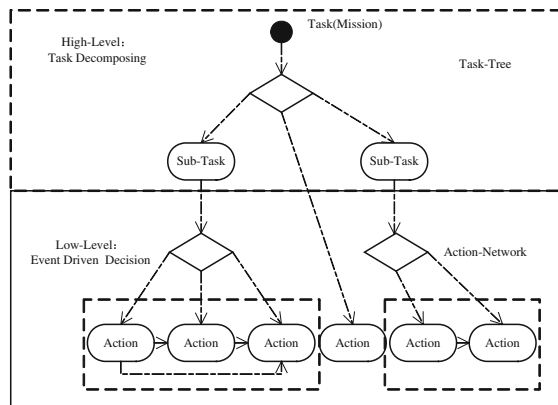 Task(Mission)
High-Level:
Task Decomposing
Task-Tree
Sub-Task
Sub-Task
Low-Level:
Event Driven Decision
Action-Network
Action
Action
Action
Action
Action
Action